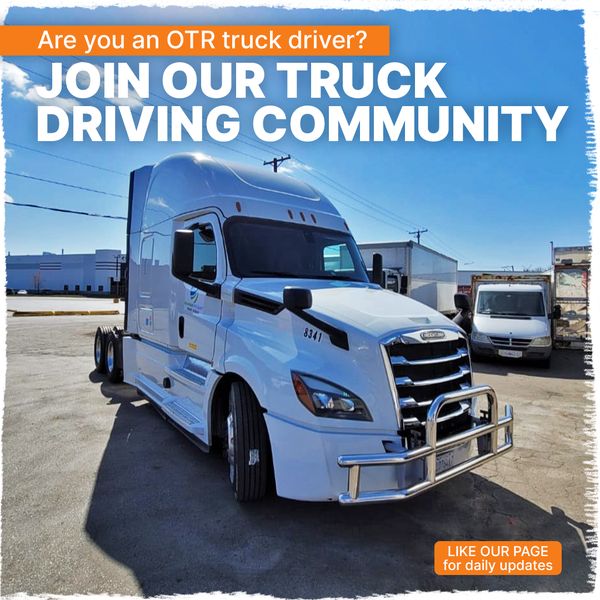 Are you an OTR truck driver?
JOIN OUR TRUCK
DRIVING COMMUNITY
8341
LIKE OUR PAGE
for daily updates